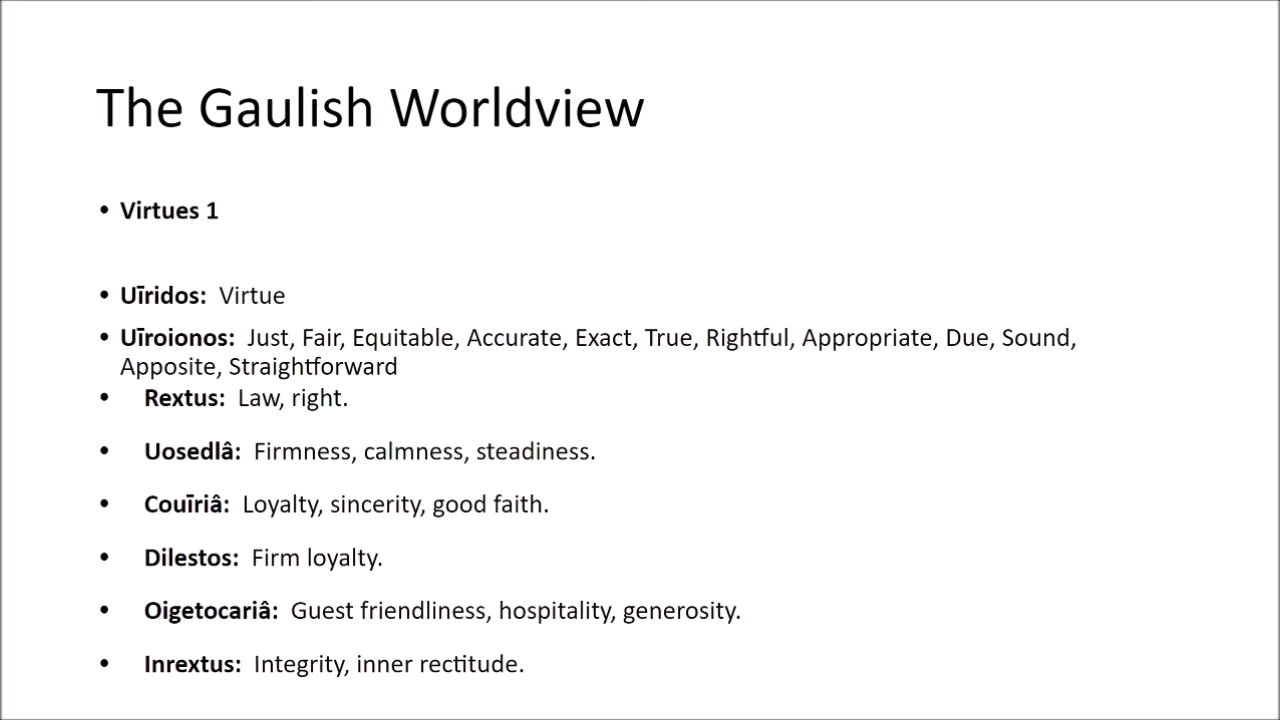 The Gaulish Worldview
• Virtues 1
• Uīridos: Virtue
• Uīroionos: Just, Fair, Equitable, Accurate, Exact, True, Rightful, Appropriate, Due, Sound,
Apposite, Straightforward
• Rextus: Law, right.
• Uosedlâ: Firmness, calmness, steadiness.
• Couīriâ: Loyalty, sincerity, good faith.
• Dilestos: Firm loyalty.
• Oigetocariâ: Guest friendliness, hospitality, generosity.
• Inrextus: Integrity, inner rectitude.